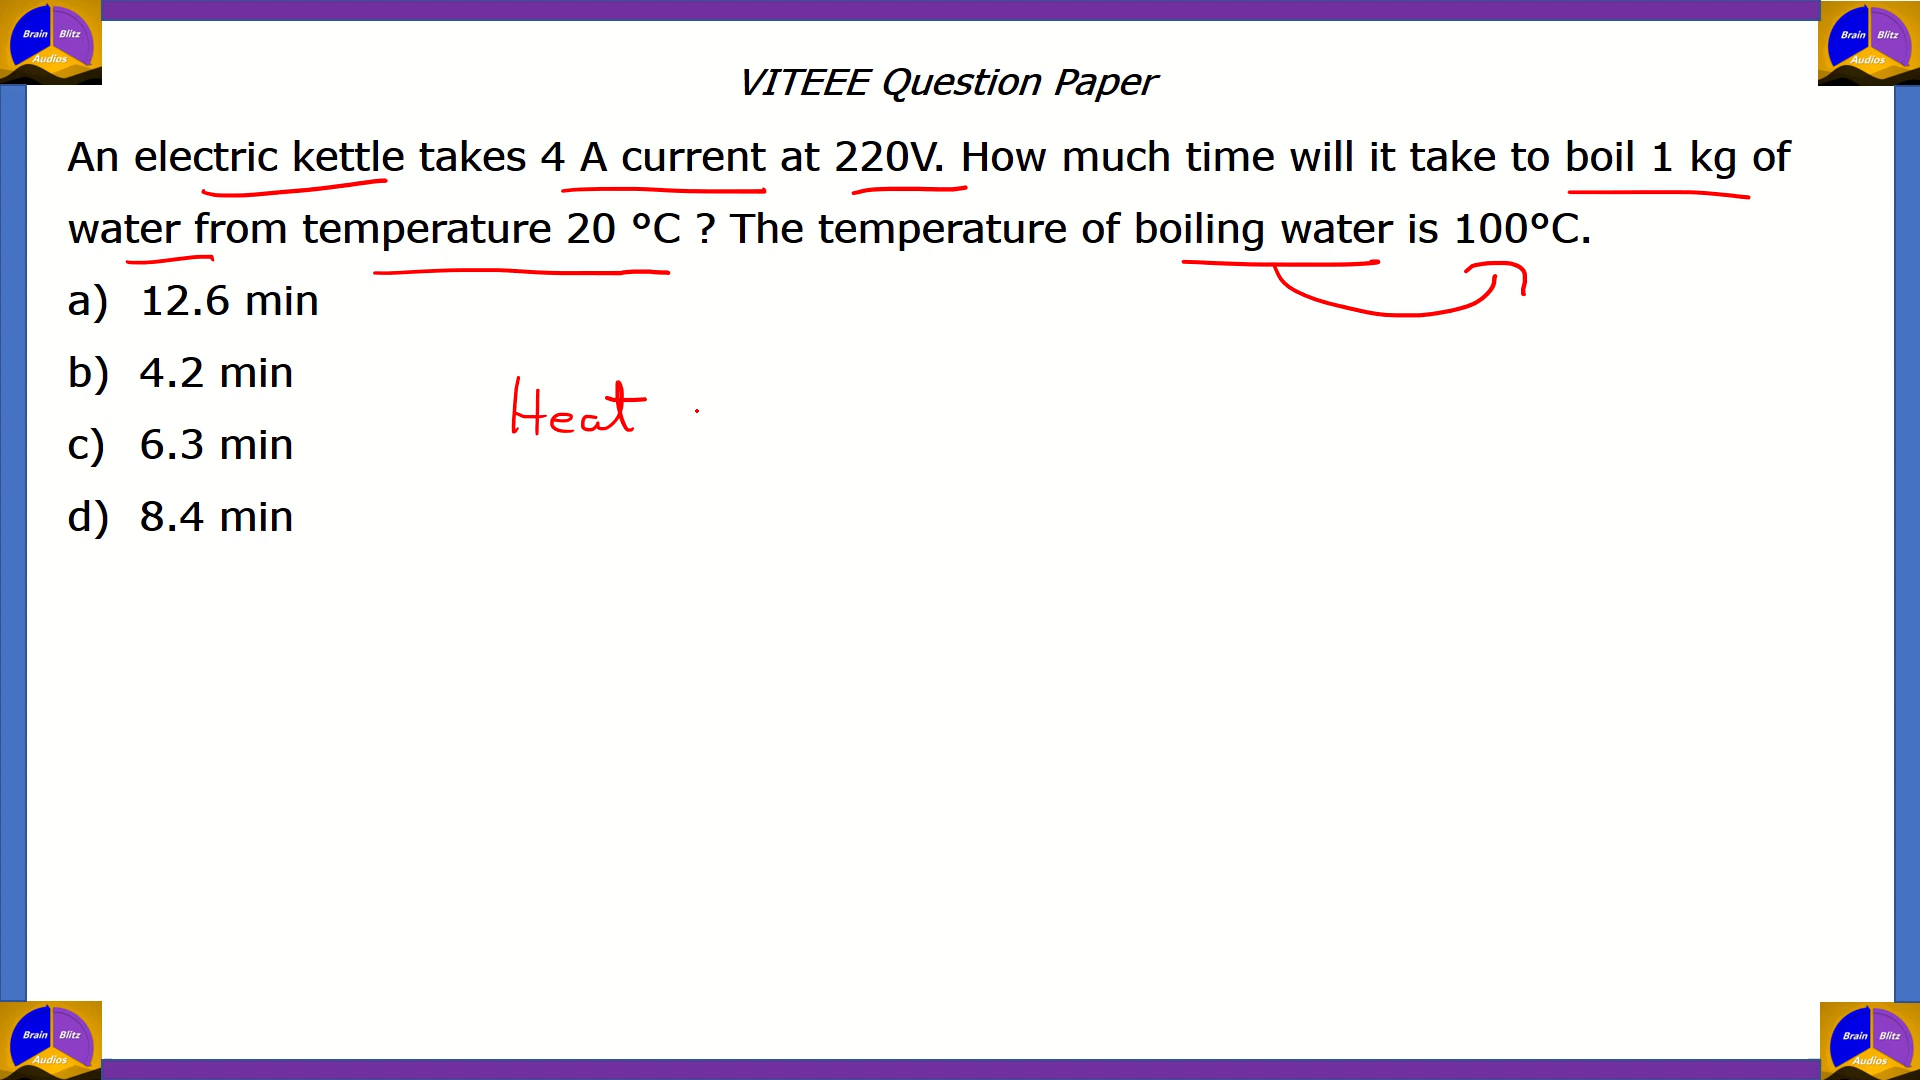 Brain Blitz
Audios
Brain Blitz
Audios
VITEEE Question Paper
An electric kettle takes 4 A current at 220V. How much time will it take to boil 1 kg of
water from temperature 20 °C ? The temperature of boiling water is 100°C.
a) 12.6 min
b) 4.2 min
Heat
c) 6.3 min
d) 8.4 min
Brain Blitz
Audios
Brain Blitz
Audios